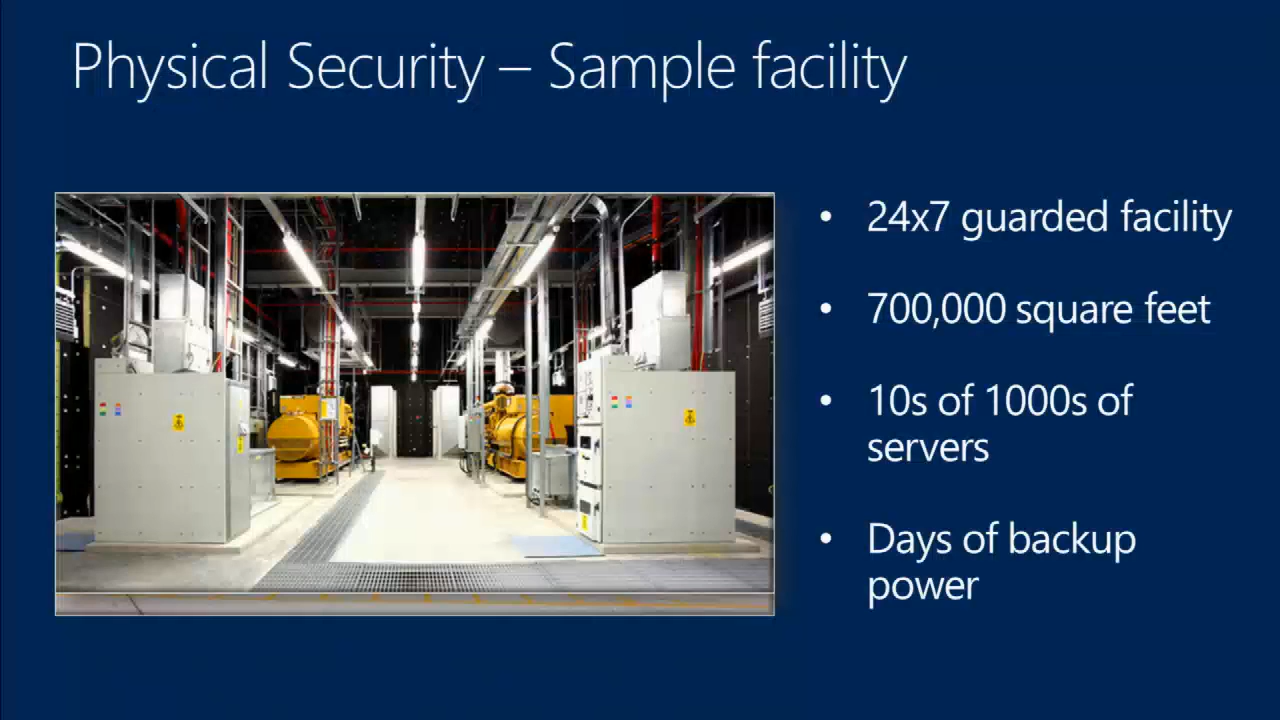 Physical Security – Sample facility
• 24x7 guarded facility
• 700,000 square feet
• 10s of 1000s of
servers
• Days of backup
power